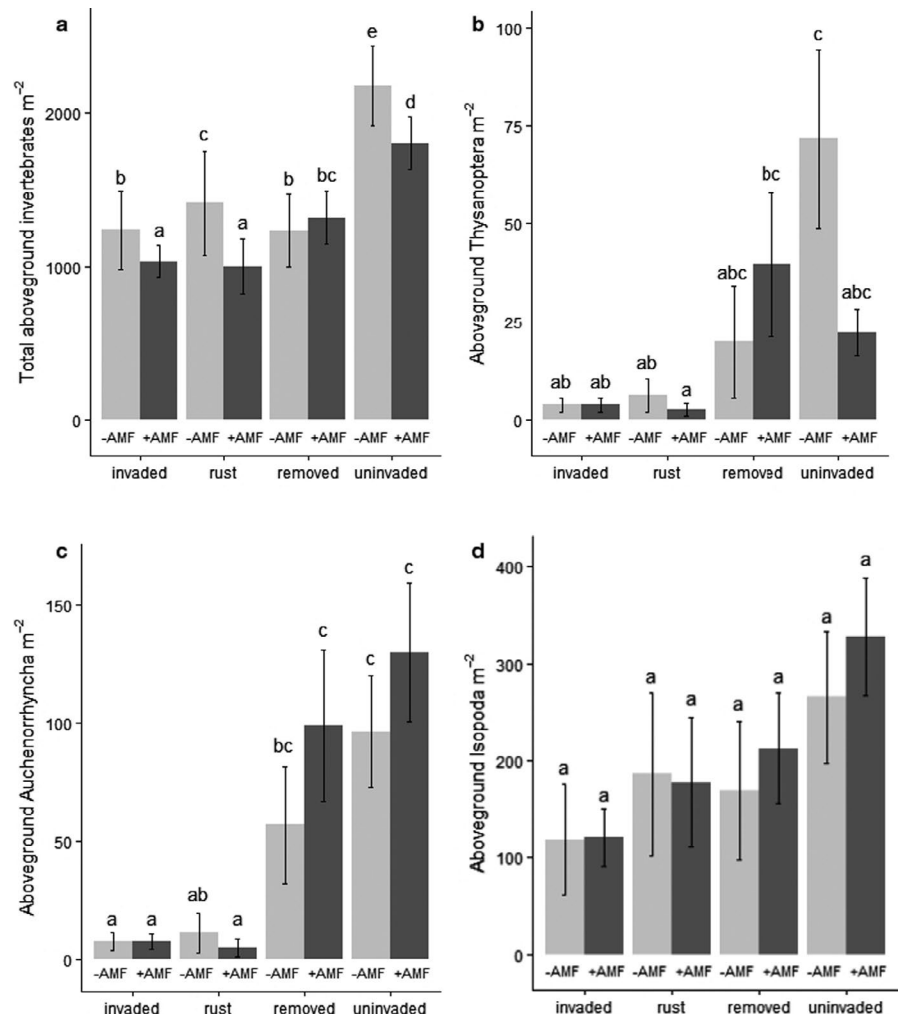 a
Total aboveground invertebrates m⁻²
2000
1000
0
b
a
c
a
b
bc
e
d
-AMF +AMF -AMF +AMF -AMF +AMF -AMF +AMF
invaded rust removed uninvaded
b
Aboveground Thysanoptera m⁻²
100
75
50
25
0
ab
ab
ab
a
abc
bc
c
abc
-AMF +AMF -AMF +AMF -AMF +AMF -AMF +AMF
invaded rust removed uninvaded
c
Aboveground Auchenorrhyncha m⁻²
150
100
50
0
a
a
ab
a
bc
c
c
c
-AMF +AMF -AMF +AMF -AMF +AMF -AMF +AMF
invaded rust removed uninvaded
d
Aboveground Isopoda m⁻²
400
300
200
100
0
a
a
a
a
a
a
a
a
-AMF +AMF -AMF +AMF -AMF +AMF -AMF +AMF
invaded rust removed uninvaded